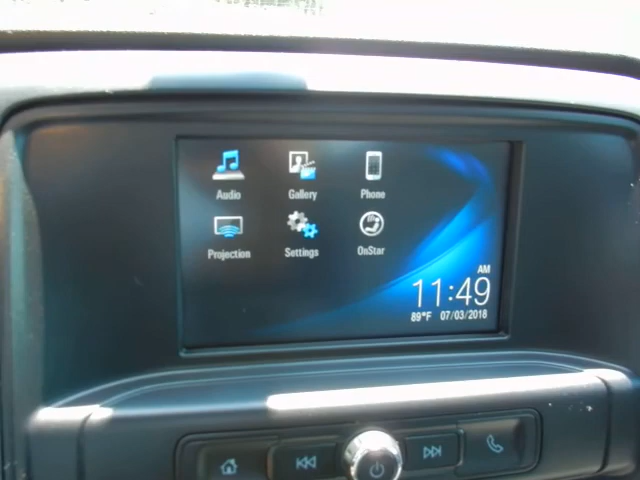 Audio Gallery Phone
Projection Settings OnStar
AM
11:49
89°F 07/03/2018